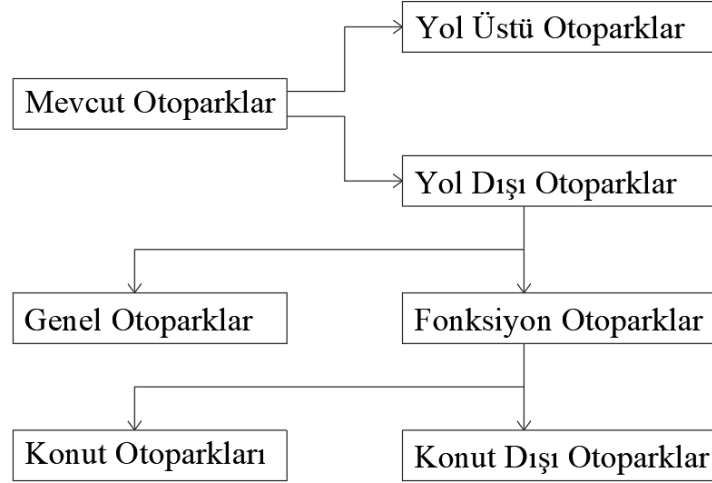 Yol Üstü Otoparklar
Mevcut Otoparklar
Yol Dışı Otoparklar
Genel Otoparklar
Fonksiyon Otoparklar
Konut Otoparkları
Konut Dışı Otoparklar